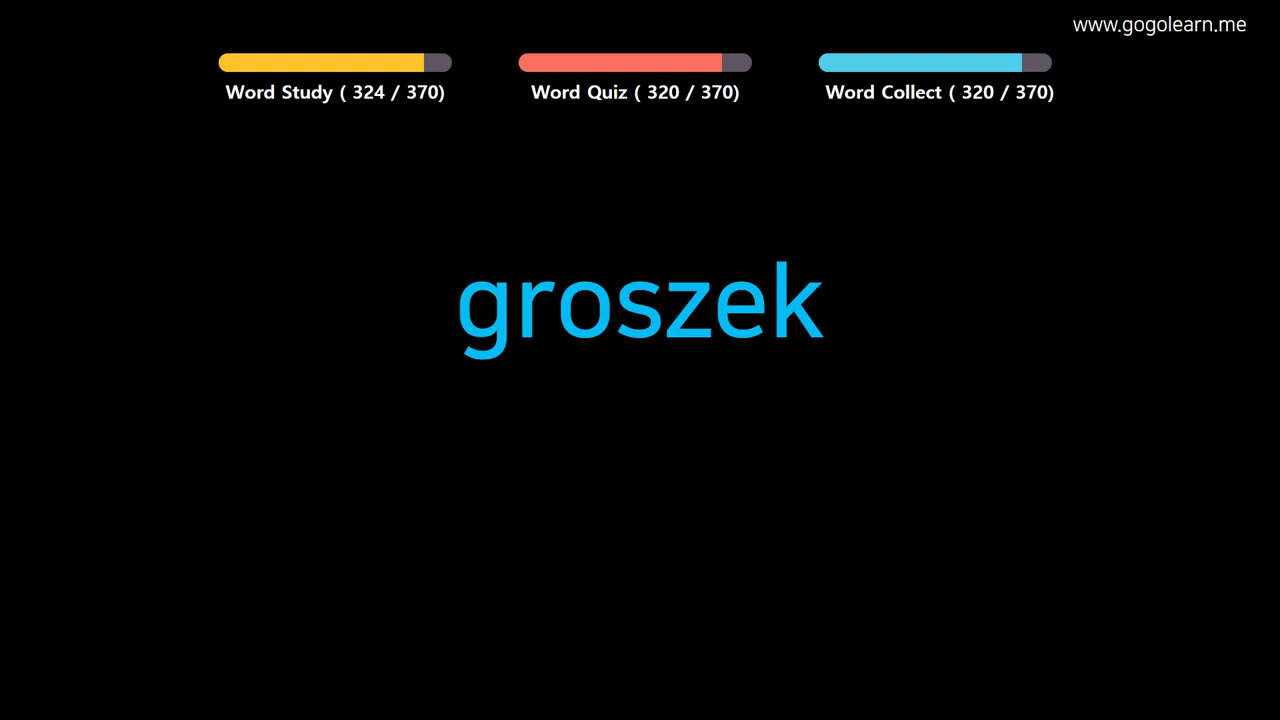 www.gogolearn.me
Word Study ( 324 / 370)
Word Quiz ( 320 / 370)
Word Collect ( 320 / 370)
groszek